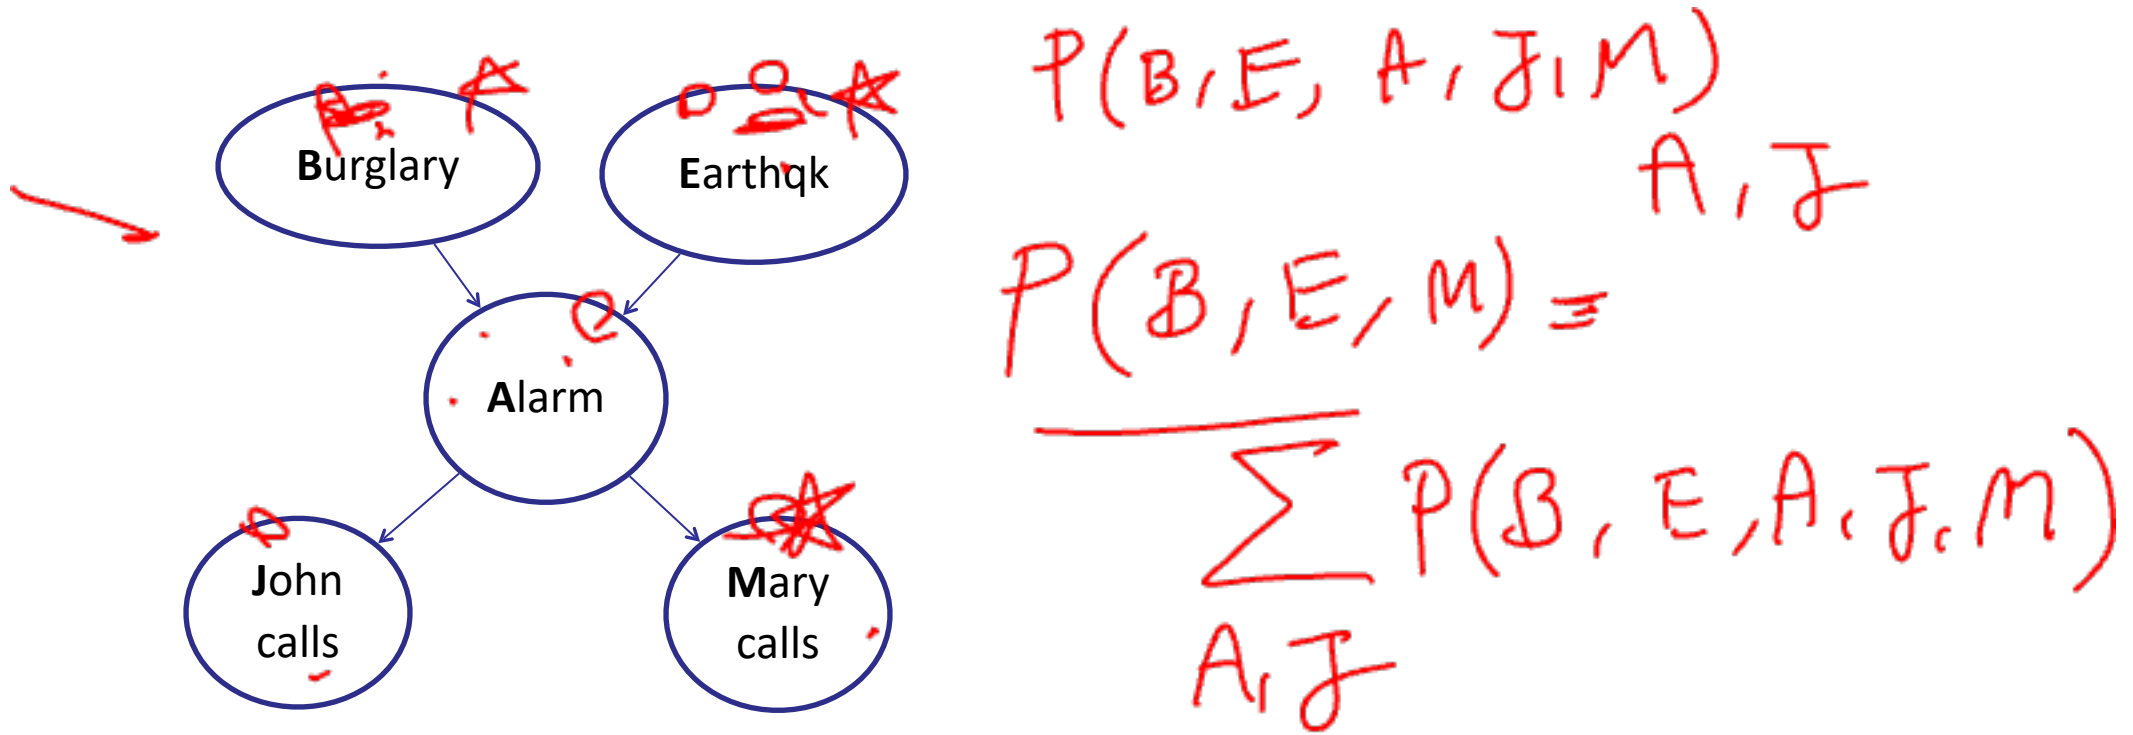 Burglary
Earthqk
Alarm
John
calls
Mary
calls
P(B, E, A, J, M)
A, J
P(B, E, M) =
∑ P(B, E, A, J, M)
A, J